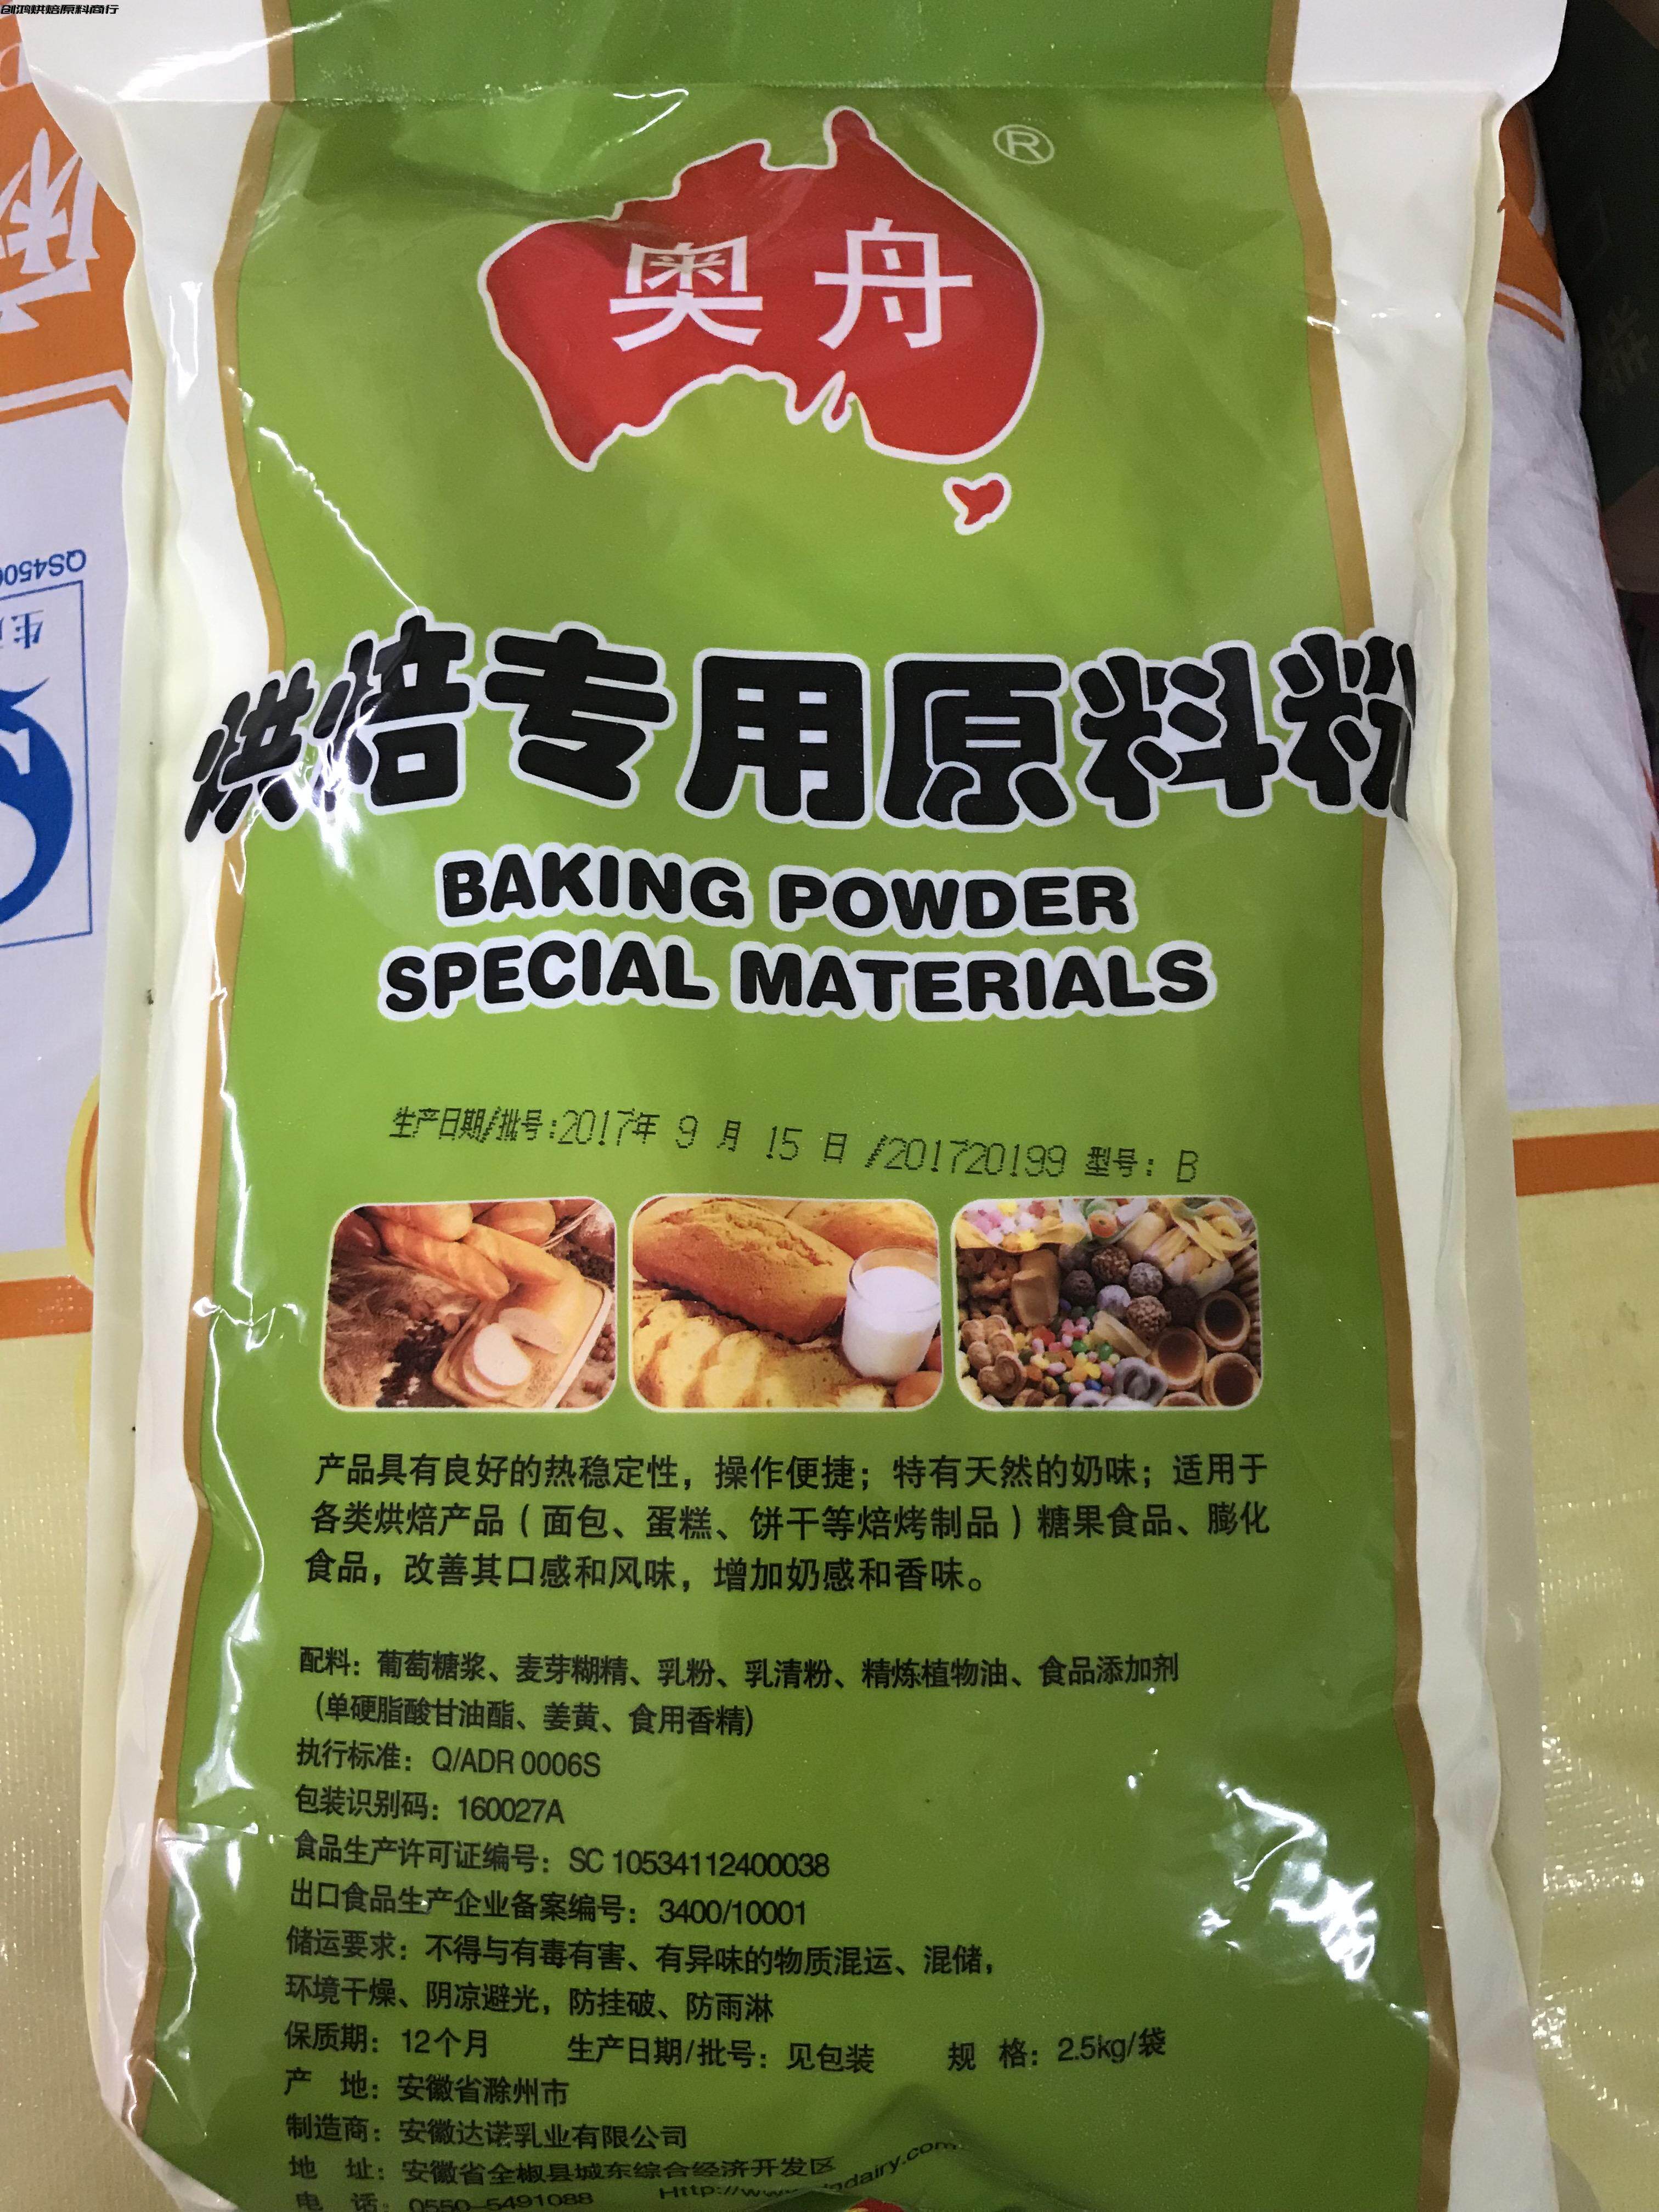 创鸿烘焙原料商行
®
奥舟
QS450
生
烘焙专用原料粉
BAKING POWDER
SPECIAL MATERIALS
生产日期/批号:2017年 9 月 15 日 /201720199 型号: B
产品具有良好的热稳定性，操作便捷；特有天然的奶味；适用于
各类烘焙产品（面包、蛋糕、饼干等焙烤制品）糖果食品、膨化
食品，改善其口感和风味，增加奶感和香味。
配料：葡萄糖浆、麦芽糊精、乳粉、乳清粉、精炼植物油、食品添加剂
(单硬脂酸甘油酯、姜黄、食用香精)
执行标准：Q/ADR 0006S
包装识别码：160027A
食品生产许可证编号：SC 10534112400038
出口食品生产企业备案编号：3400/10001
储运要求：不得与有毒有害、有异味的物质混运、混储，
环境干燥、阴凉避光，防挂破、防雨淋
保质期：12个月 生产日期/批号：见包装 规 格：2.5kg/袋
产 地：安徽省滁州市
制造商：安徽达诺乳业有限公司
地 址：安徽省全椒县城东综合经济开发区
电 话：0550-5491088 Http://www. dairy.com